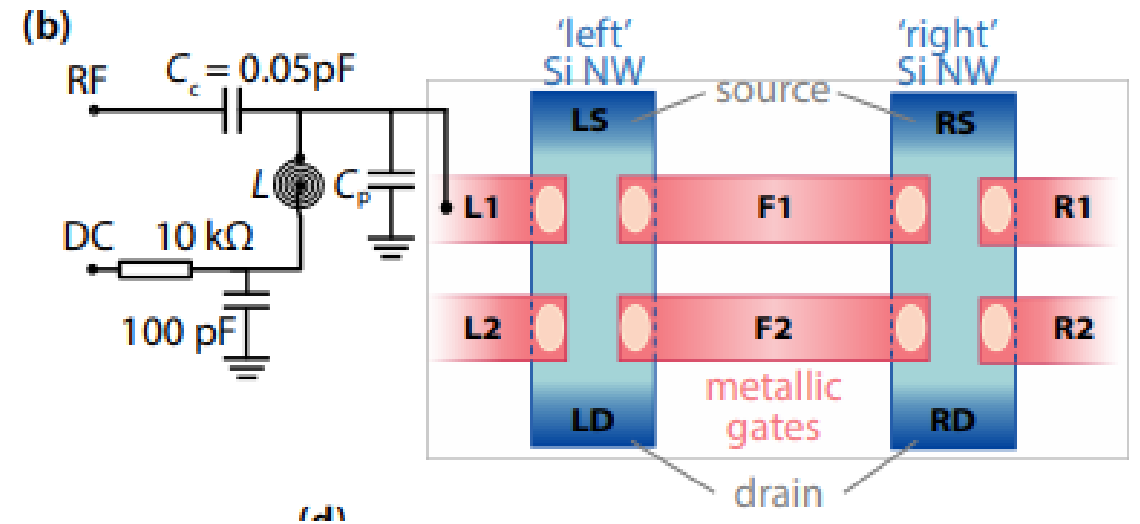 (b)
'left'
Si NW
'right'
Si NW
RF
C_c = 0.05pF
source
LS
RS
L
C_p
L1
F1
R1
DC
10 kΩ
100 pF
L2
F2
R2
metallic
gates
LD
RD
drain
(d)